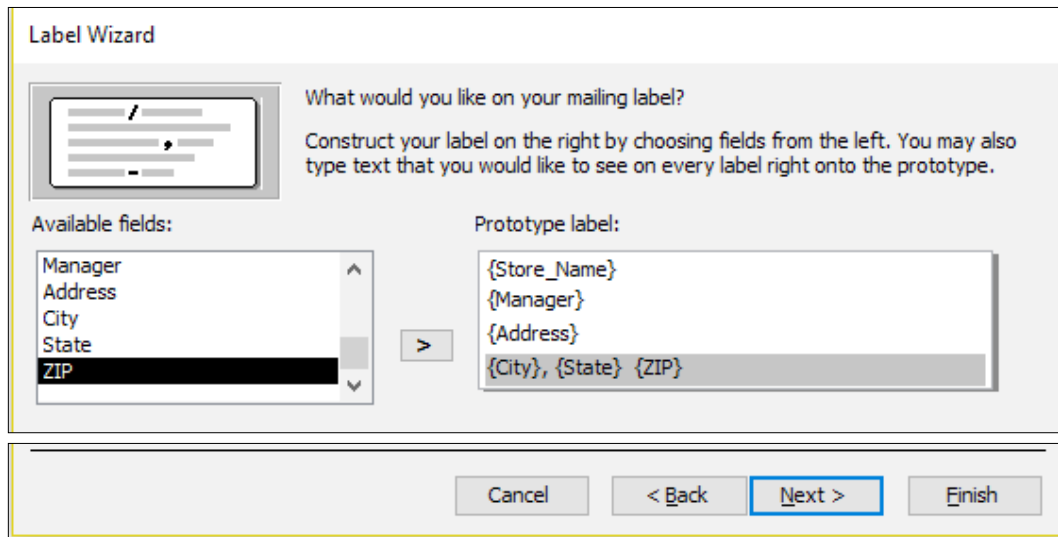 Label Wizard
What would you like on your mailing label?
Construct your label on the right by choosing fields from the left. You may also
type text that you would like to see on every label right onto the prototype.
Available fields:
Manager
Address
City
State
ZIP
>
Prototype label:
{Store_Name}
{Manager}
{Address}
{City}, {State}  {ZIP}
Cancel
< Back
Next >
Finish